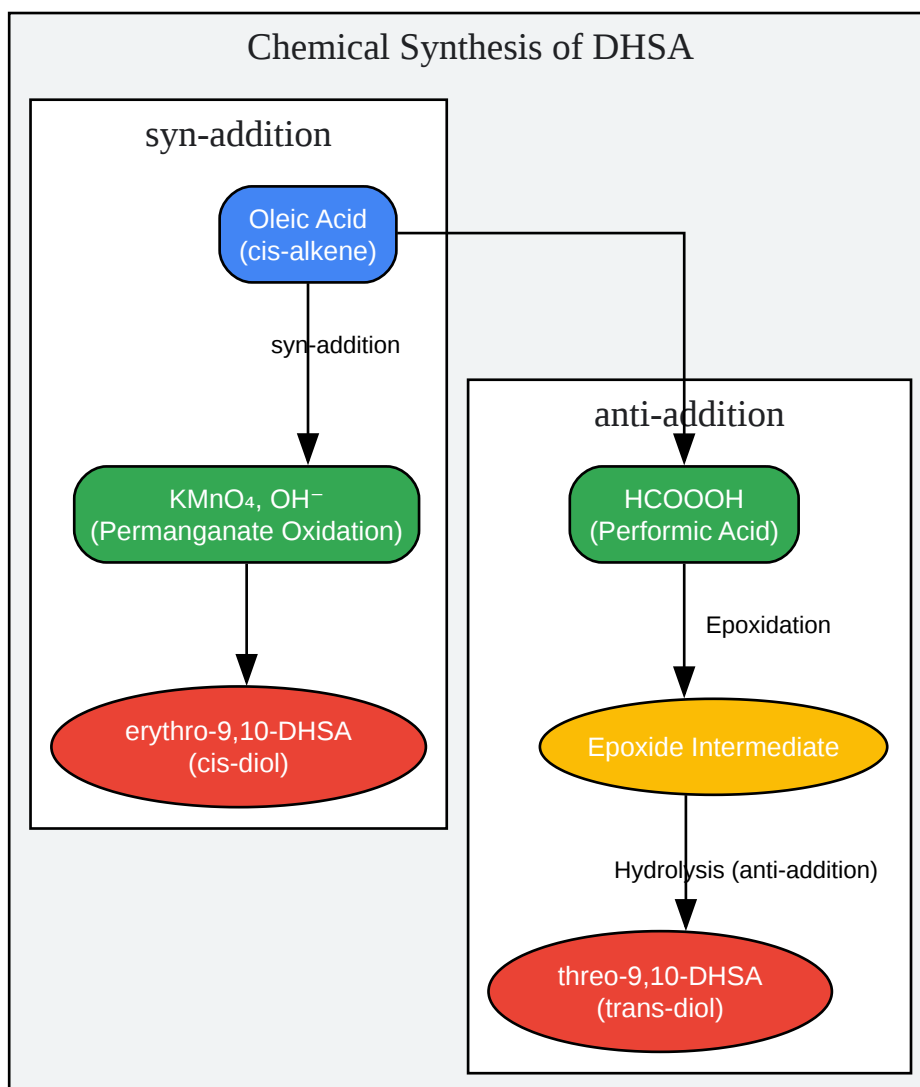 Chemical Synthesis of DHSA
syn-addition
Oleic Acid
(cis-alkene)
syn-addition
KMnO₄, OH⁻
(Permanganate Oxidation)
erythro-9,10-DHSA
(cis-diol)
anti-addition
HCOOOH
(Performic Acid)
Epoxidation
Epoxide Intermediate
Hydrolysis (anti-addition)
threo-9,10-DHSA
(trans-diol)